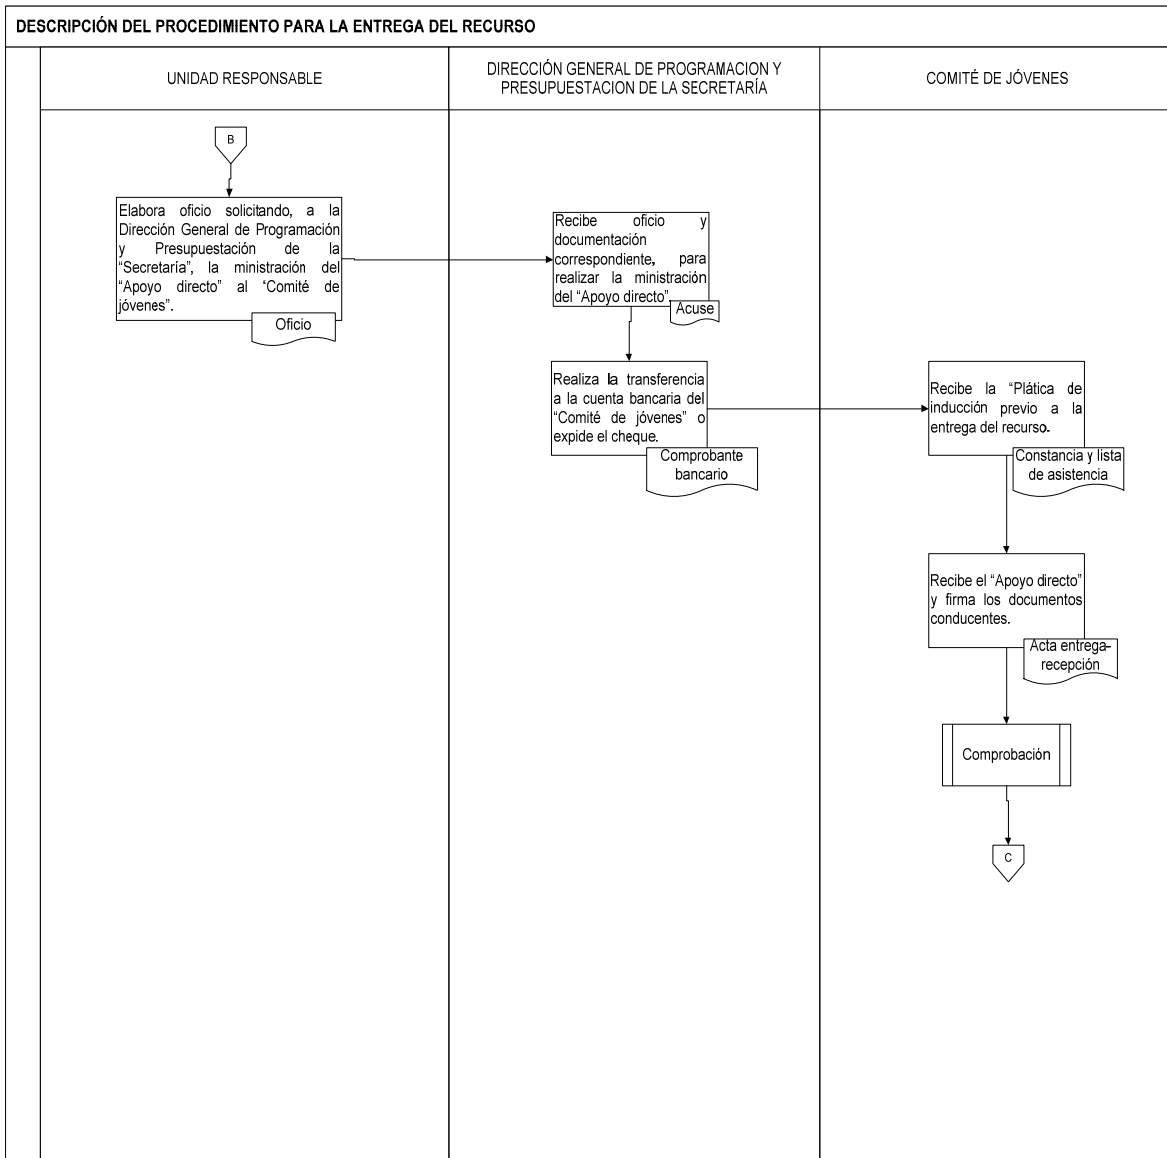 DESCRIPCIÓN DEL PROCEDIMIENTO PARA LA ENTREGA DEL RECURSO
UNIDAD RESPONSABLE
DIRECCIÓN GENERAL DE PROGRAMACION Y
PRESUPUESTACION DE LA SECRETARÍA
COMITÉ DE JÓVENES
B
Elabora oficio solicitando, a la
Dirección General de Programación
y Presupuestación de la
“Secretaría”, la ministración del
“Apoyo directo” al “Comité de
jóvenes”.
Oficio
Recibe oficio y
documentación
correspondiente, para
realizar la ministración
del “Apoyo directo”.
Acuse
Realiza la transferencia
a la cuenta bancaria del
“Comité de jóvenes” o
expide el cheque.
Comprobante
bancario
Recibe la “Plática de
inducción previo a la
entrega del recurso.
Constancia y lista
de asistencia
Recibe el “Apoyo directo”
y firma los documentos
conducentes.
Acta entrega-
recepción
Comprobación
C